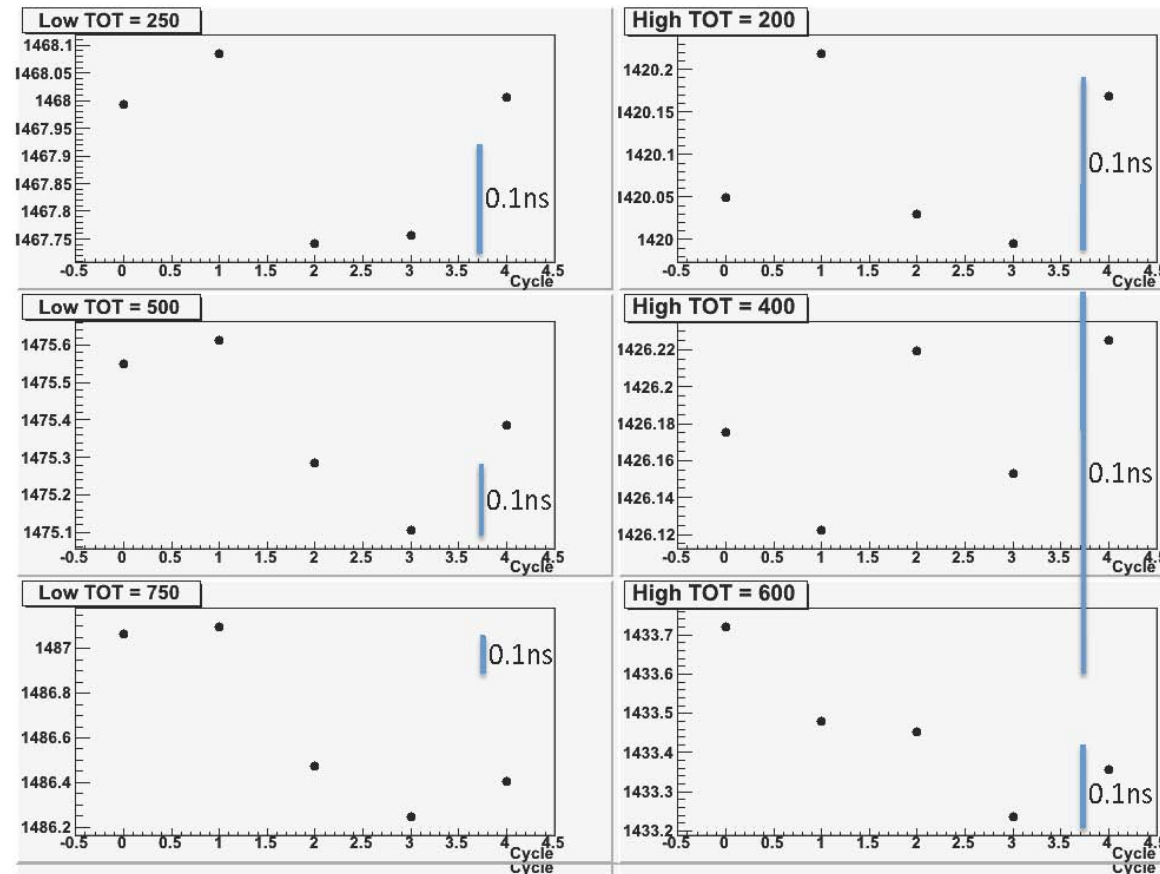 Low TOT = 250
1468.1
1468.05
1468
1467.95
1467.9
1467.85
1467.8
1467.75
0.1ns
-0.5 0 0.5 1 1.5 2 2.5 3 3.5 4 4.5
Cycle
High TOT = 200
1420.2
1420.15
1420.1
1420.05
1420
0.1ns
-0.5 0 0.5 1 1.5 2 2.5 3 3.5 4 4.5
Cycle
Low TOT = 500
1475.6
1475.5
1475.4
1475.3
1475.2
1475.1
0.1ns
-0.5 0 0.5 1 1.5 2 2.5 3 3.5 4 4.5
Cycle
High TOT = 400
1426.22
1426.2
1426.18
1426.16
1426.14
1426.12
0.1ns
-0.5 0 0.5 1 1.5 2 2.5 3 3.5 4 4.5
Cycle
Low TOT = 750
1487
1486.8
1486.6
1486.4
1486.2
0.1ns
-0.5 0 0.5 1 1.5 2 2.5 3 3.5 4 4.5
Cycle
Cycle
High TOT = 600
1433.7
1433.6
1433.5
1433.4
1433.3
1433.2
0.1ns
-0.5 0 0.5 1 1.5 2 2.5 3 3.5 4 4.5
Cycle
Cycle